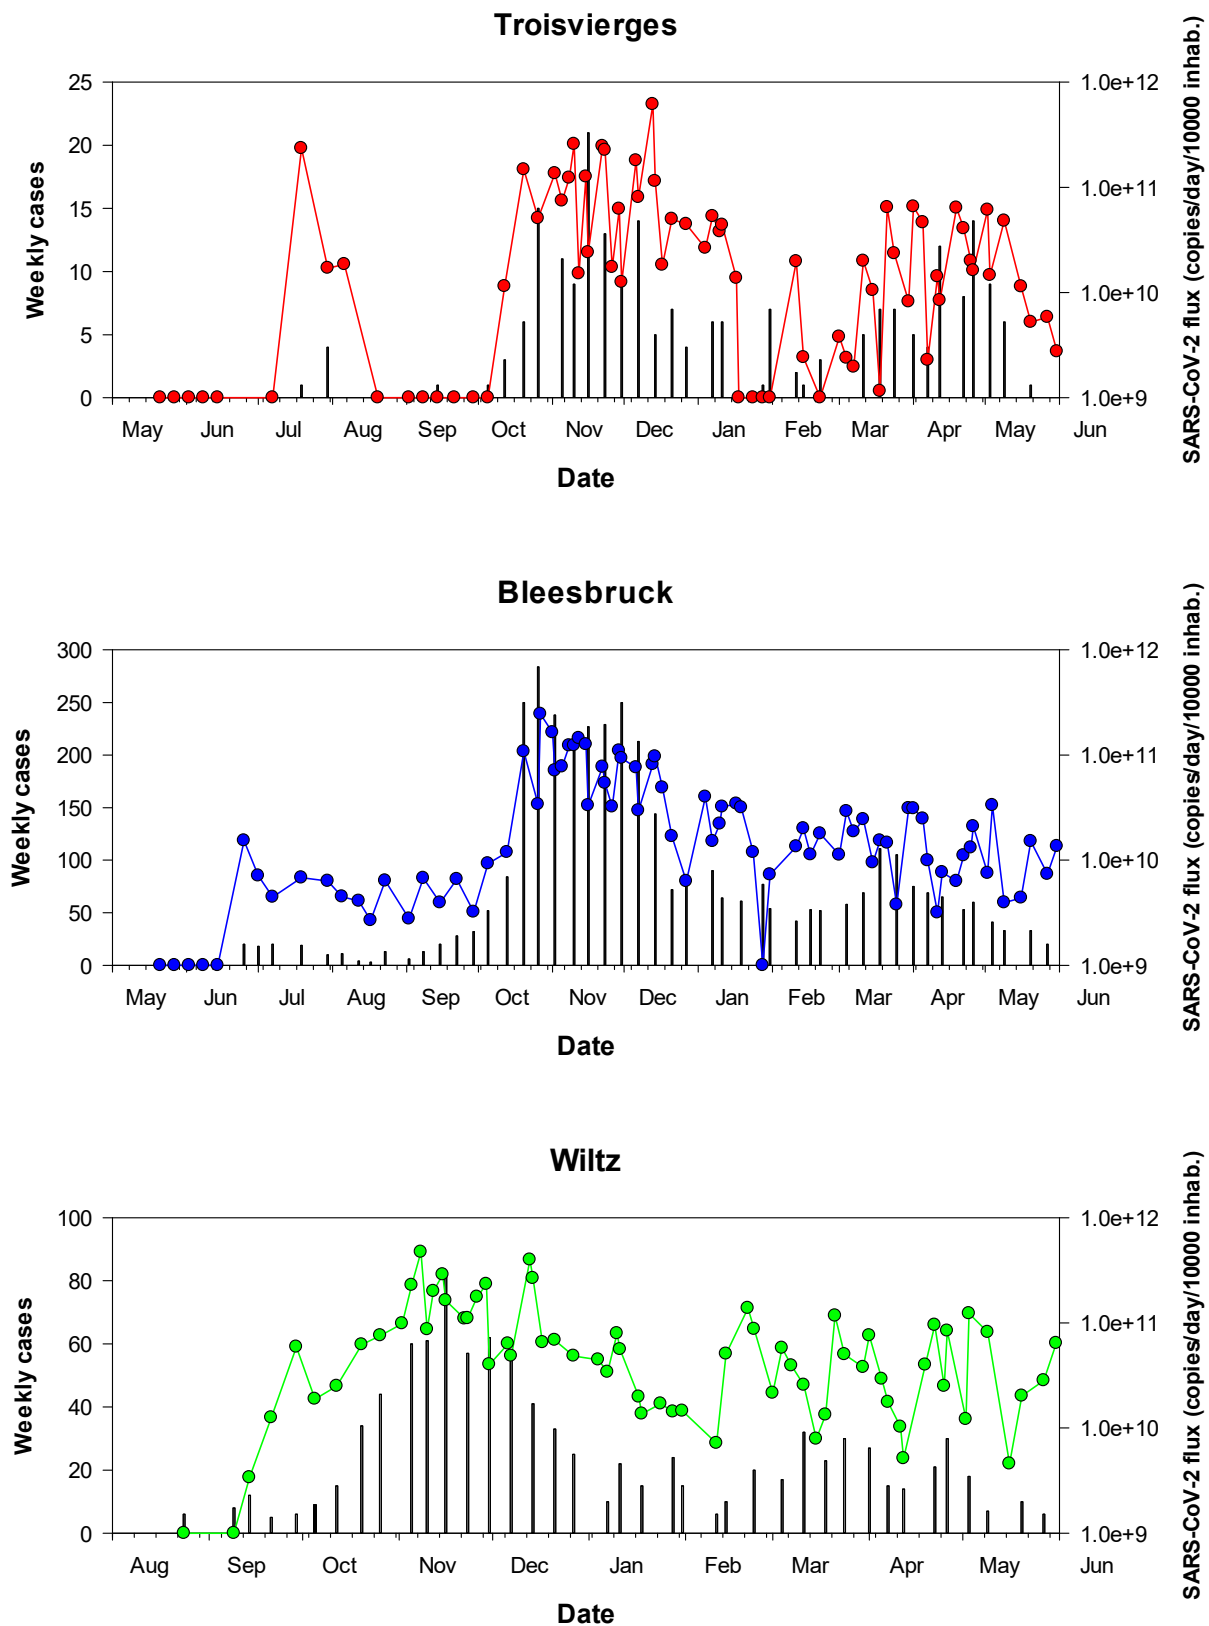 Troisvierges
25 1.0e+12
20 1.0e+11
15
10 1.0e+10
5
0 1.0e+9
Weekly cases
SARS-CoV-2 flux (copies/day/10000 inhab.)
May Jun Jul Aug Sep Oct Nov Dec Jan Feb Mar Apr May Jun
Date
Bleesbruck
300 1.0e+12
250
200 1.0e+11
150
100 1.0e+10
50
0 1.0e+9
Weekly cases
SARS-CoV-2 flux (copies/day/10000 inhab.)
May Jun Jul Aug Sep Oct Nov Dec Jan Feb Mar Apr May Jun
Date
Wiltz
100 1.0e+12
80
60 1.0e+11
40
20 1.0e+10
0 1.0e+9
Weekly cases
SARS-CoV-2 flux (copies/day/10000 inhab.)
Aug Sep Oct Nov Dec Jan Feb Mar Apr May Jun
Date